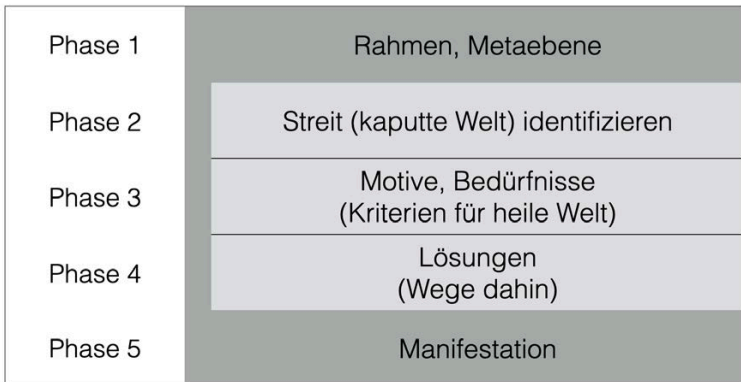 Phase 1
Rahmen, Metaebene
Phase 2
Streit (kaputte Welt) identifizieren
Phase 3
Motive, Bedürfnisse
(Kriterien für heile Welt)
Phase 4
Lösungen
(Wege dahin)
Phase 5
Manifestation